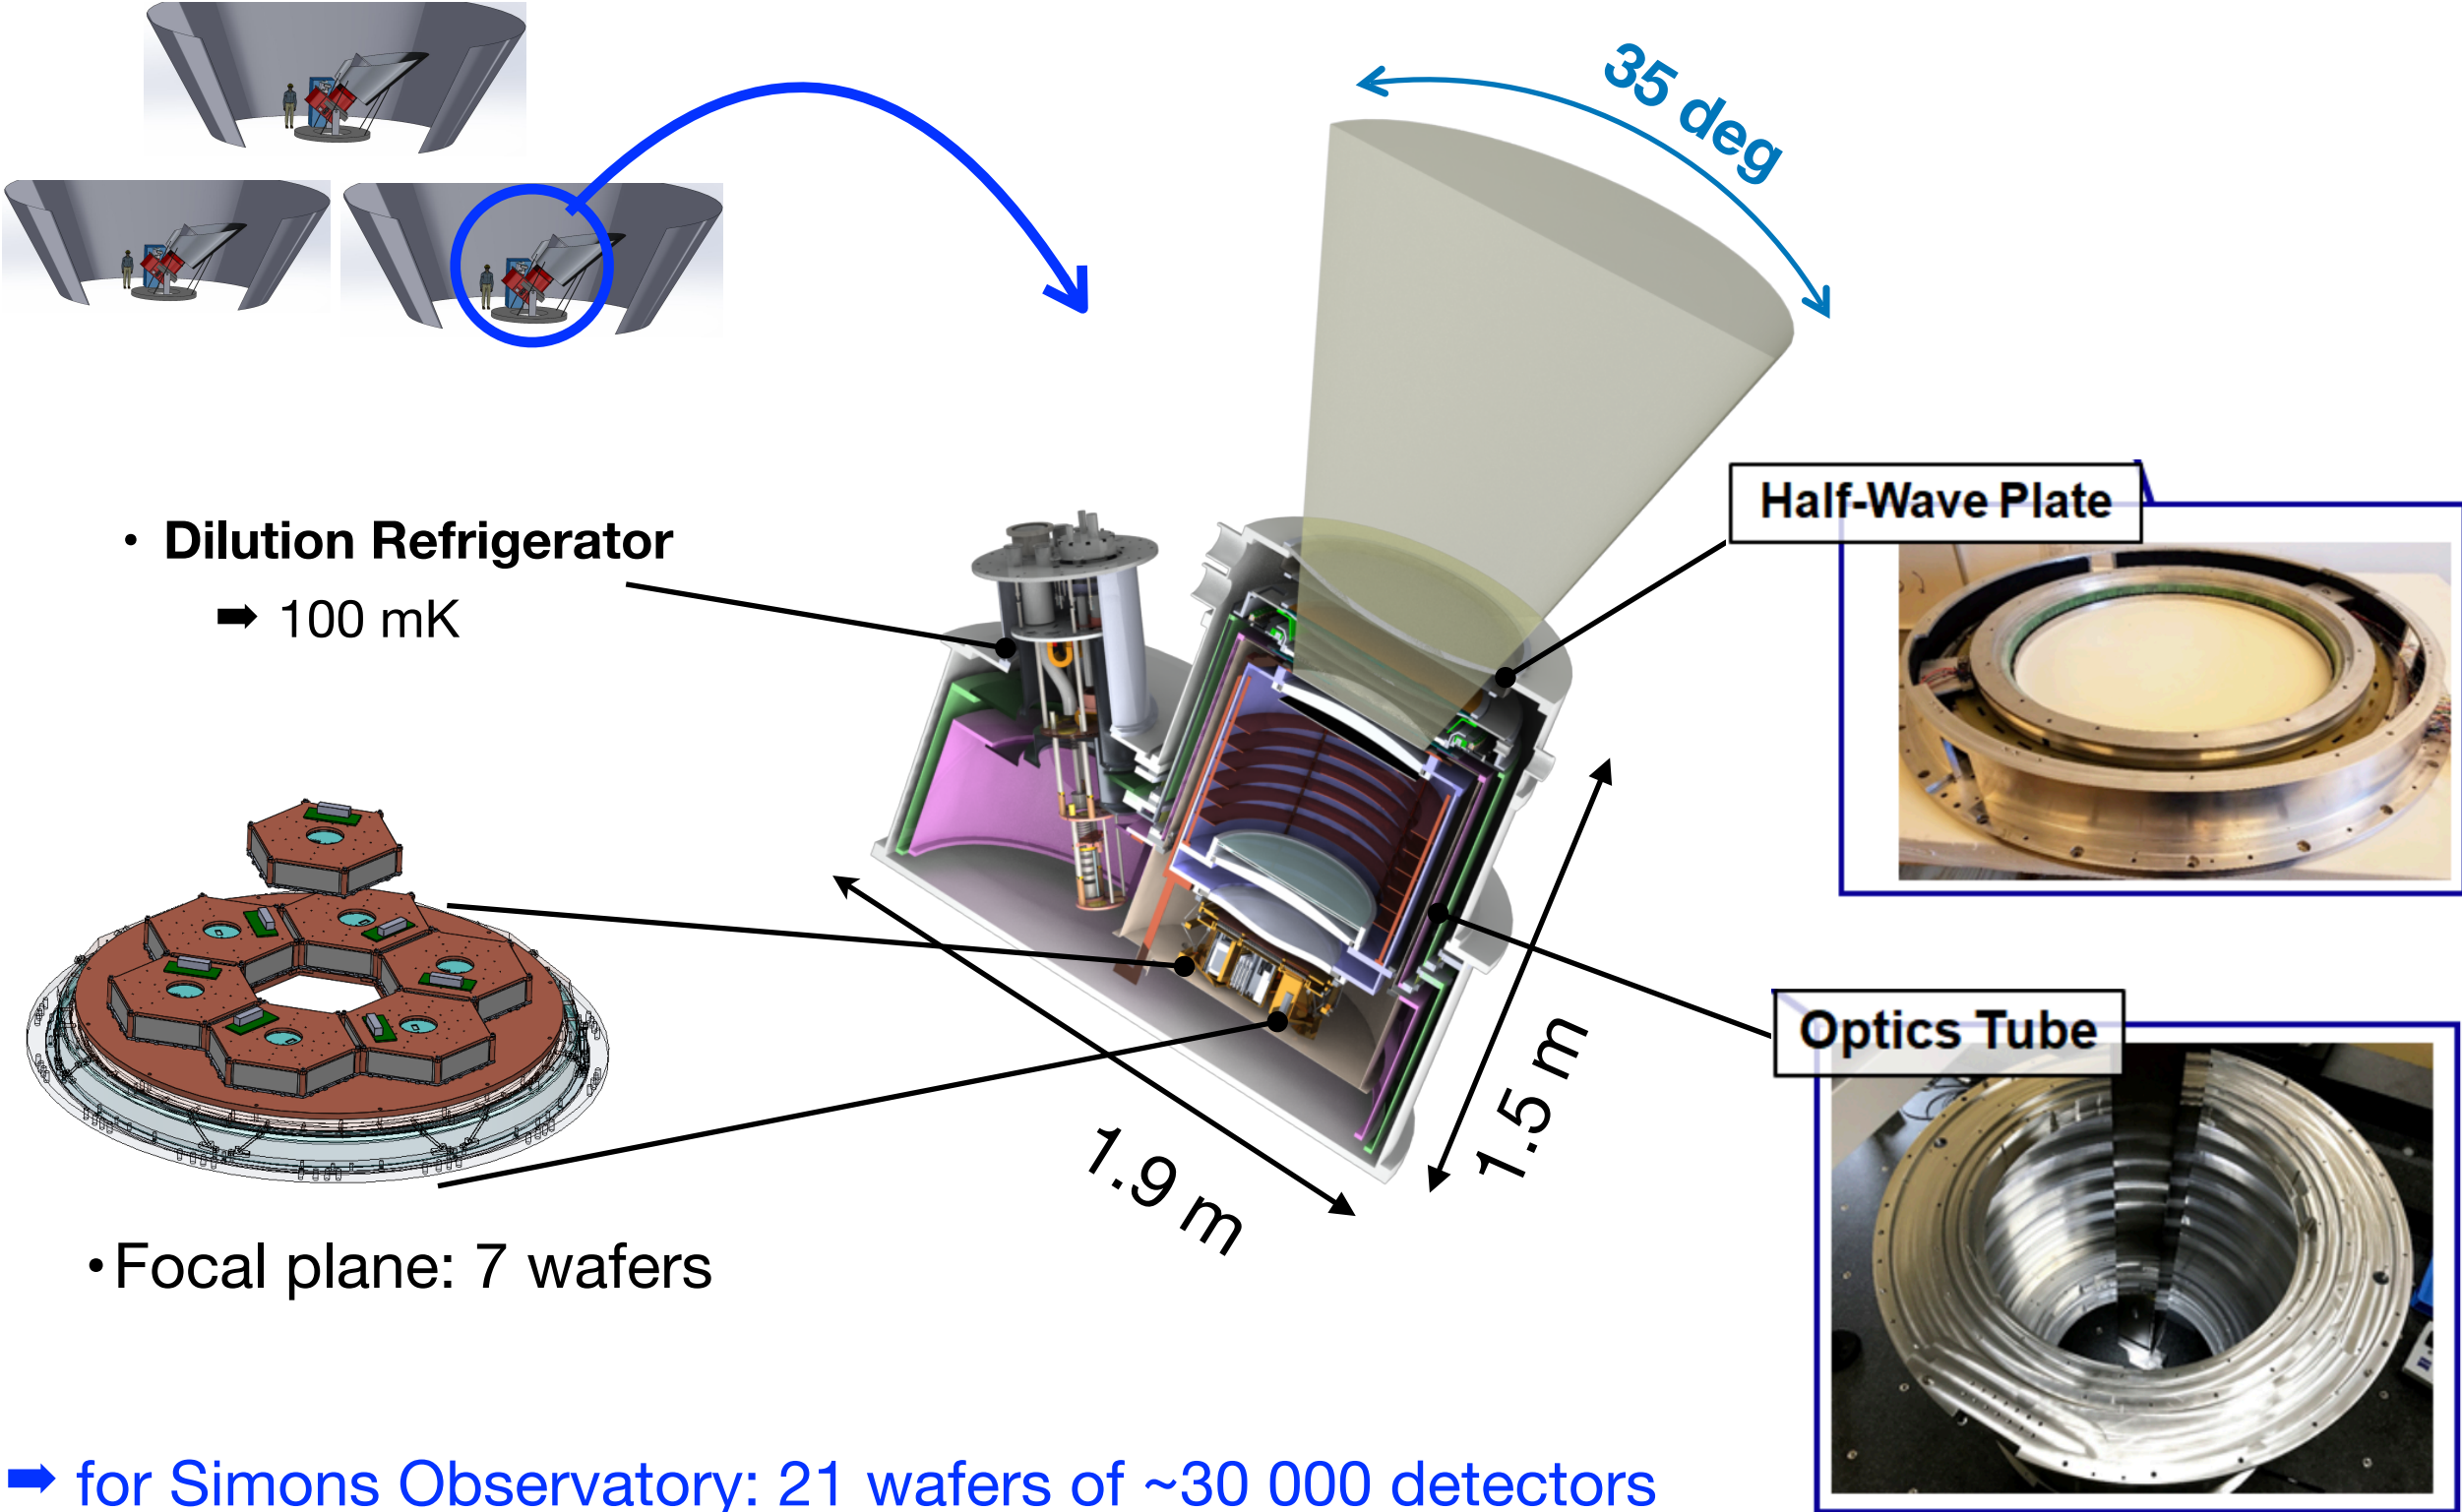 35 deg
Half-Wave Plate
• Dilution Refrigerator
➡ 100 mK
Optics Tube
1.5 m
1.9 m
• Focal plane: 7 wafers
➡ for Simons Observatory: 21 wafers of ~30 000 detectors